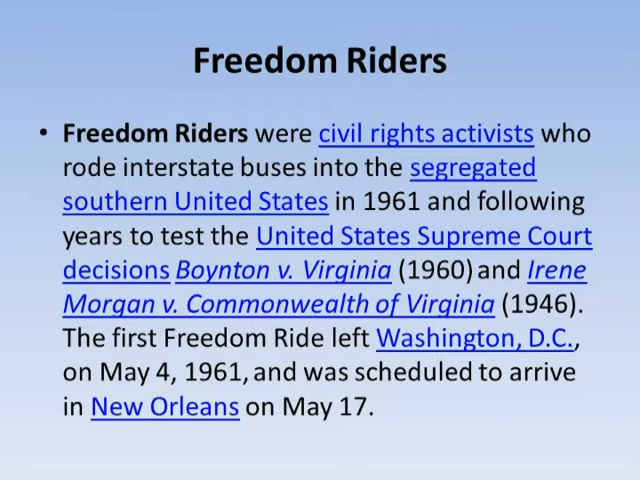 Freedom Riders
• Freedom Riders were civil rights activists who
rode interstate buses into the segregated
southern United States in 1961 and following
years to test the United States Supreme Court
decisions Boynton v. Virginia (1960) and Irene
Morgan v. Commonwealth of Virginia (1946).
The first Freedom Ride left Washington, D.C.,
on May 4, 1961, and was scheduled to arrive
in New Orleans on May 17.